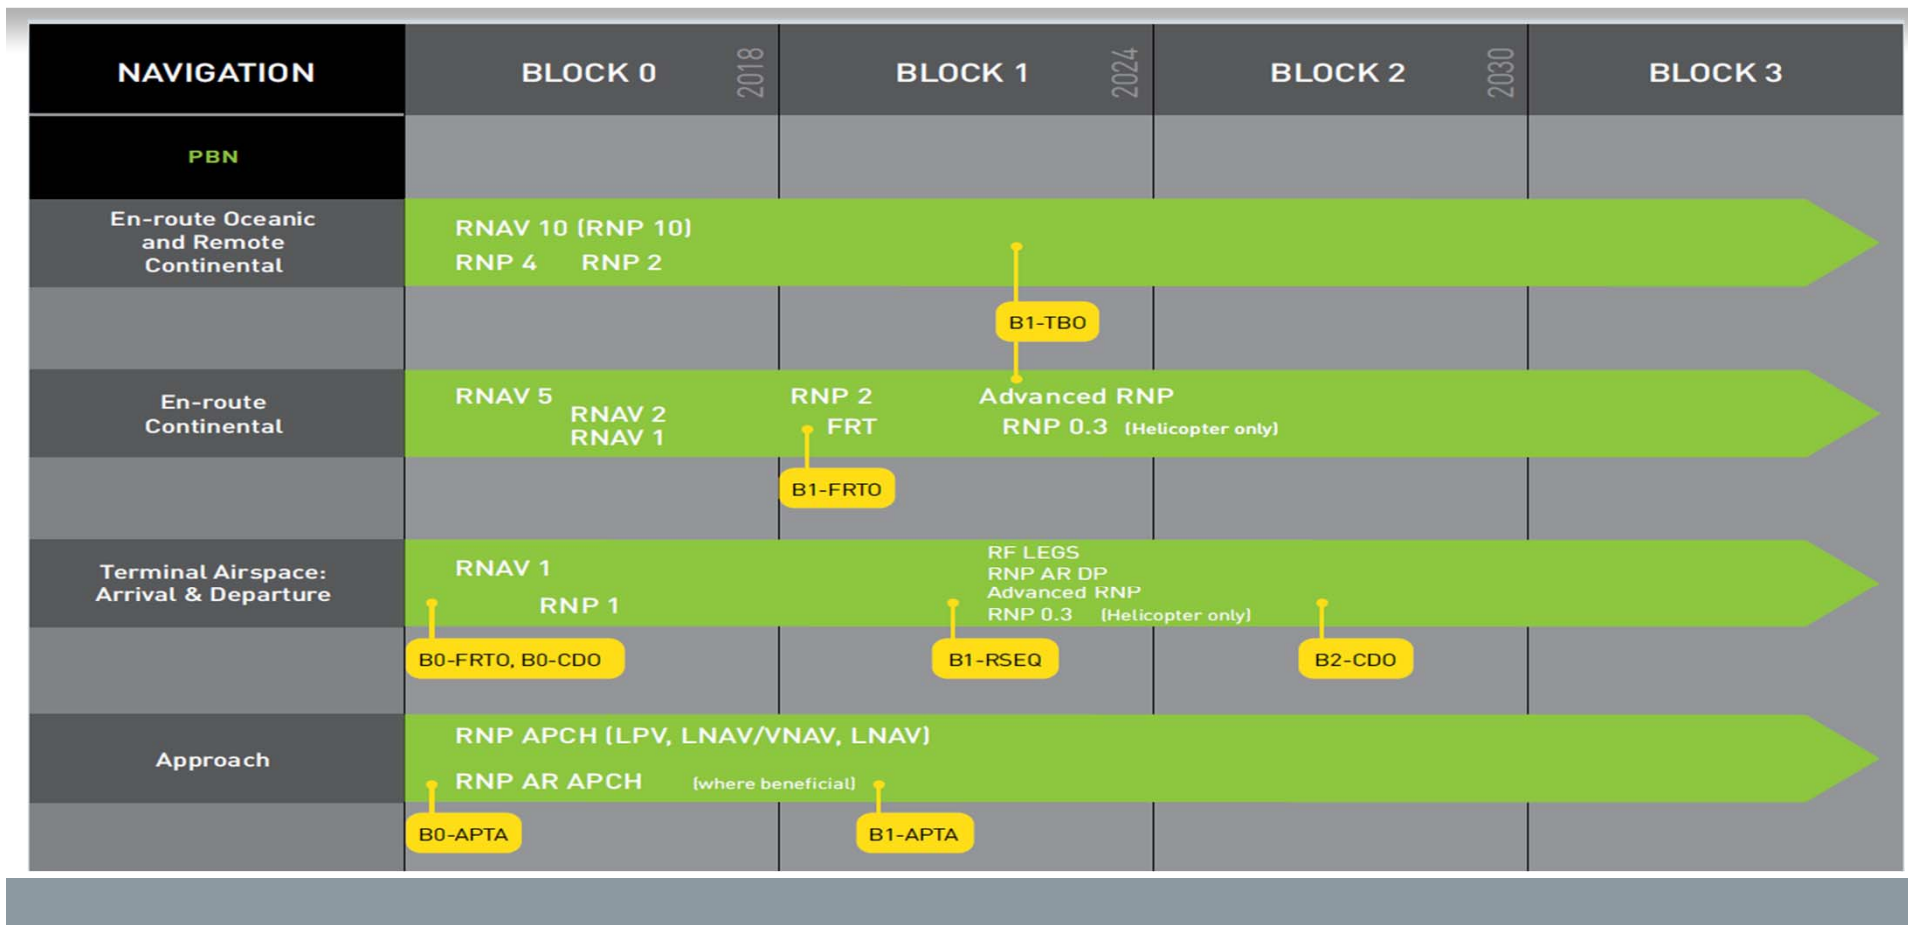 NAVIGATION
BLOCK 0
2018
BLOCK 1
2024
BLOCK 2
2030
BLOCK 3
PBN
En-route Oceanic
and Remote
Continental
RNAV 10 (RNP 10)
RNP 4 RNP 2
B1-TBO
En-route
Continental
RNAV 5
RNAV 2
RNAV 1
RNP 2
FRT
Advanced RNP
RNP 0.3 (Helicopter only)
B1-FRTO
Terminal Airspace:
Arrival & Departure
RNAV 1
RNP 1
RF LEGS
RNP AR DP
Advanced RNP
RNP 0.3 (Helicopter only)
B0-FRTO, B0-CDO
B1-RSEQ
B2-CDO
Approach
RNP APCH (LPV, LNAV/VNAV, LNAV)
RNP AR APCH (where beneficial)
B0-APTA
B1-APTA